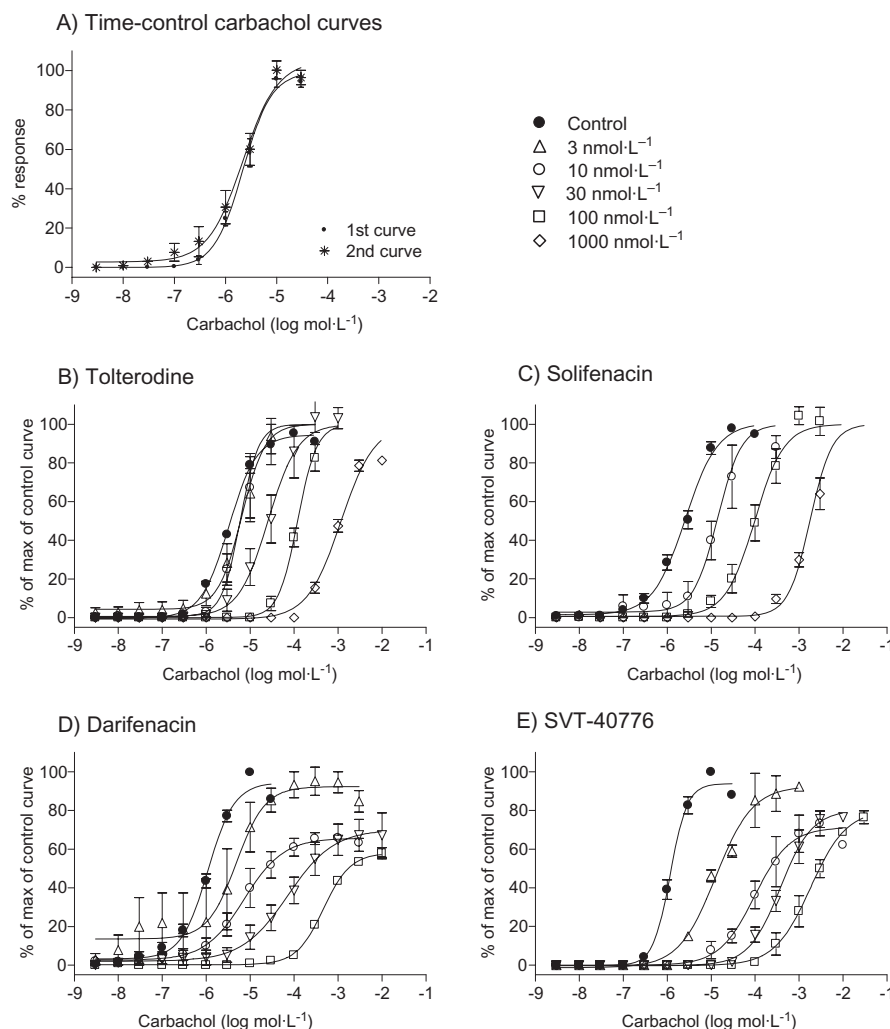 A) Time-control carbachol curves
% response
100
80
60
40
20
0
1st curve
2nd curve
-9 -8 -7 -6 -5 -4 -3 -2
Carbachol (log mol·L⁻¹)
Control
3 nmol·L⁻¹
10 nmol·L⁻¹
30 nmol·L⁻¹
100 nmol·L⁻¹
1000 nmol·L⁻¹
B) Tolterodine
% of max of control curve
100
80
60
40
20
0
-9 -8 -7 -6 -5 -4 -3 -2 -1
Carbachol (log mol·L⁻¹)
C) Solifenacin
% of max control curve
100
80
60
40
20
0
-9 -8 -7 -6 -5 -4 -3 -2 -1
Carbachol (log mol·L⁻¹)
D) Darifenacin
% of max of control curve
100
80
60
40
20
0
-9 -8 -7 -6 -5 -4 -3 -2 -1
Carbachol (log mol·L⁻¹)
E) SVT-40776
% of max of control curve
100
80
60
40
20
0
-9 -8 -7 -6 -5 -4 -3 -2 -1
Carbachol (log mol·L⁻¹)